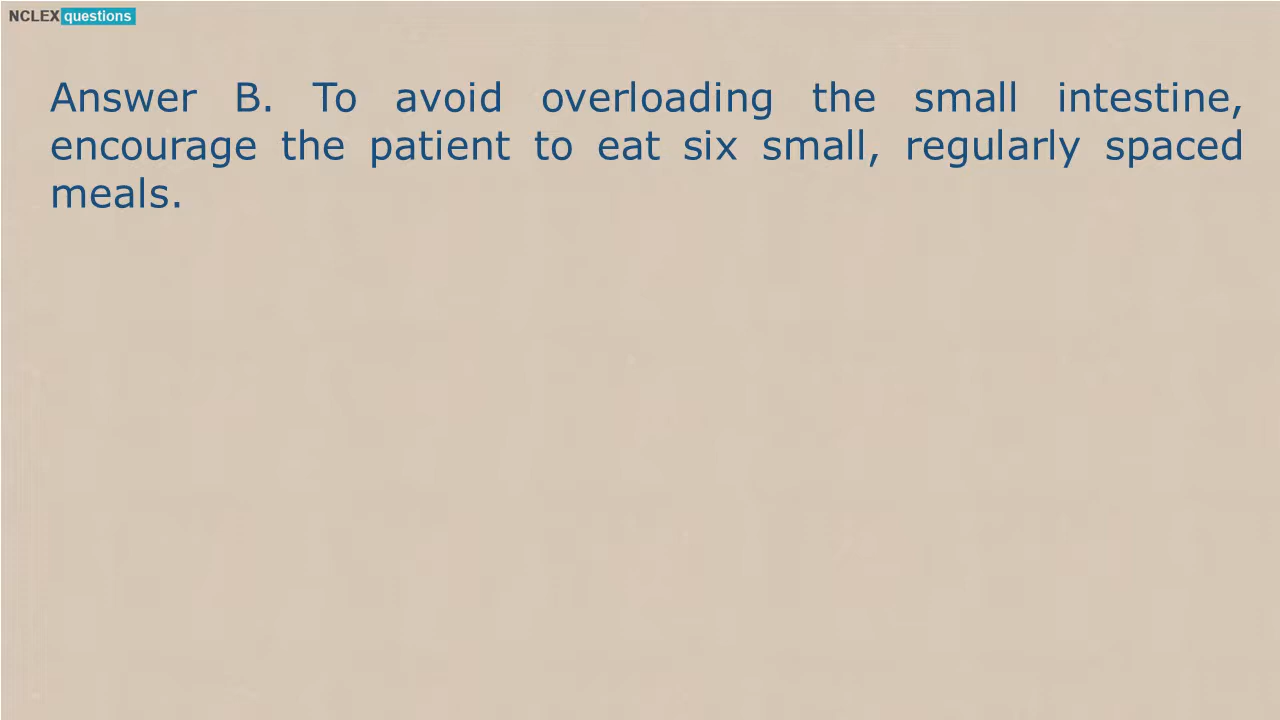 NCLEX questions
Answer B. To avoid overloading the small intestine,
encourage the patient to eat six small, regularly spaced
meals.